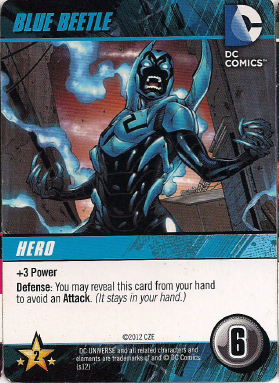 BLUE BEETLE
DC
DC
COMICS™
HERO
+3 Power
Defense: You may reveal this card from your hand
to avoid an Attack. (It stays in your hand.)
©2012 CZE
2
DC UNIVERSE and all related characters and
elements are trademarks of and © DC Comics
(s12)
6